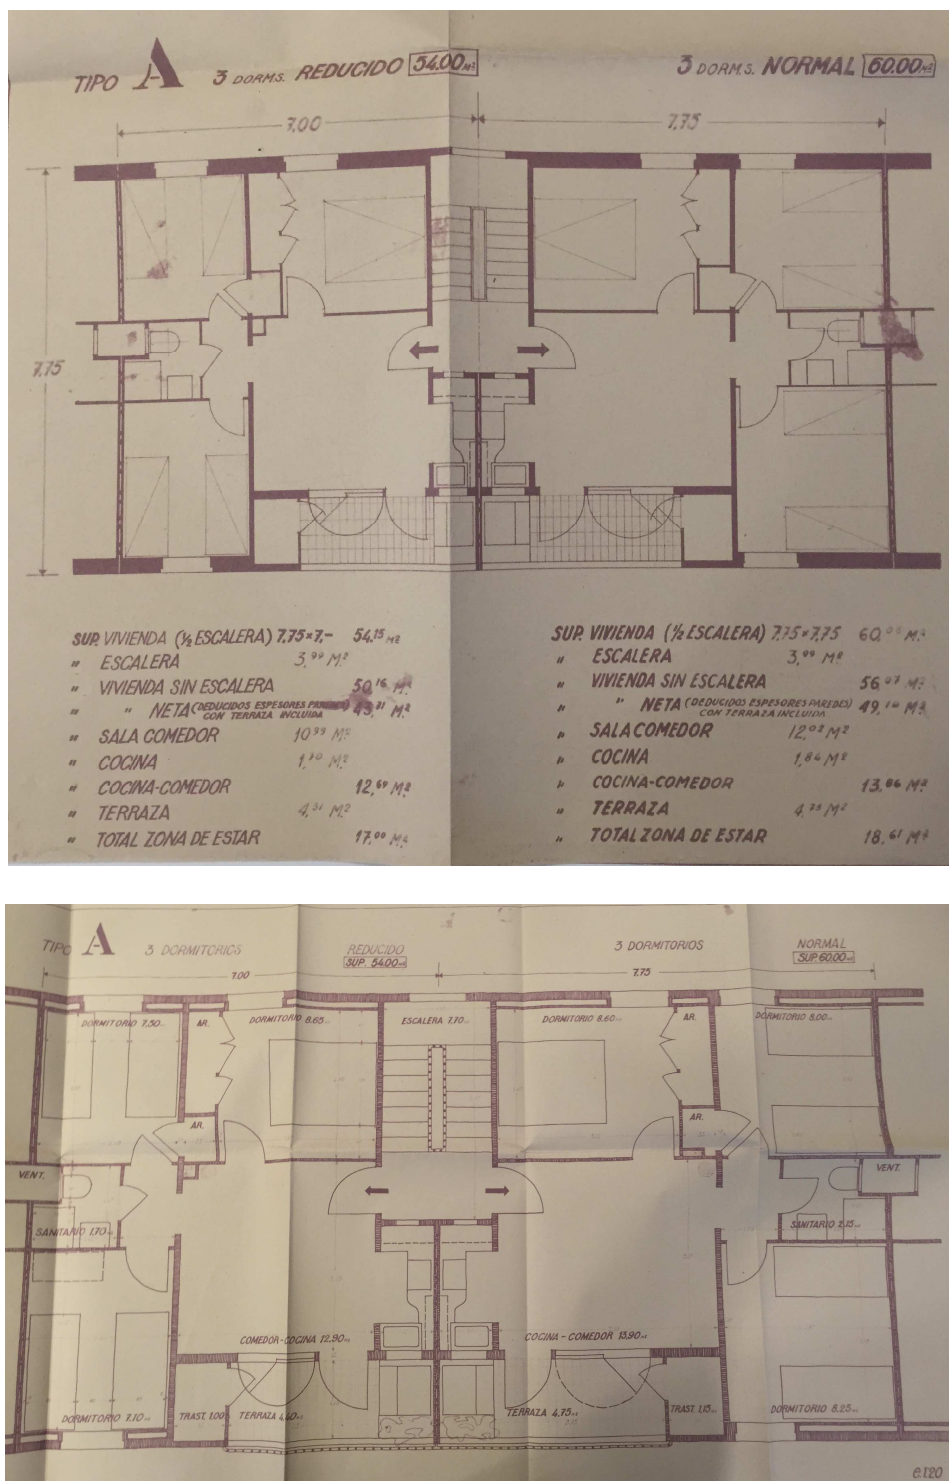 TIPO A 3 DORMS. REDUCIDO 54.00 M² 3 DORM.S. NORMAL 60.00 M²
7.00 7.75
7.75
SUP. VIVIENDA (½ ESCALERA) 7.75×7.- 54.15 M²
" ESCALERA 3,99 M²
" VIVIENDA SIN ESCALERA 50,16 M²
" " NETA (DEDUCIDOS ESPESORES PAREDES) M²
CON TERRAZA INCLUIDA
" SALA COMEDOR 10,99 M²
" COCINA M²
" COCINA-COMEDOR 12,69 M²
" TERRAZA 4,31 M²
" TOTAL ZONA DE ESTAR 17,00 M²
SUP. VIVIENDA (½ ESCALERA) 7.75×7,75 M²
" ESCALERA 3,99 M²
" VIVIENDA SIN ESCALERA 56,07 M²
" " NETA (DEDUCIDOS ESPESORES PAREDES) M²
CON TERRAZA INCLUIDA
" SALA COMEDOR 12,02 M²
" COCINA 1,84 M²
" COCINA-COMEDOR 13,86 M²
" TERRAZA 4,75 M²
" TOTAL ZONA DE ESTAR 18,61 M²
TIPO A 3 DORMITORIOS REDUCIDO 3 DORMITORIOS NORMAL
SUP. 54.00 M² SUP. 60.00 M²
7.00 7.75
DORMITORIO 7,50 AR. DORMITORIO 8.65 ESCALERA 7,70 DORMITORIO 8.60 AR. DORMITORIO 8.00
AR. AR.
VENT. VENT.
SANITARIO 1,70 SANITARIO 2.15
COMEDOR-COCINA 12.90 COCINA - COMEDOR 13,90
DORMITORIO 7.10 TRAST. 1.00 TERRAZA 4.40 TERRAZA 4,75 TRAST. 1.15 DORMITORIO 8.25
e.1:20